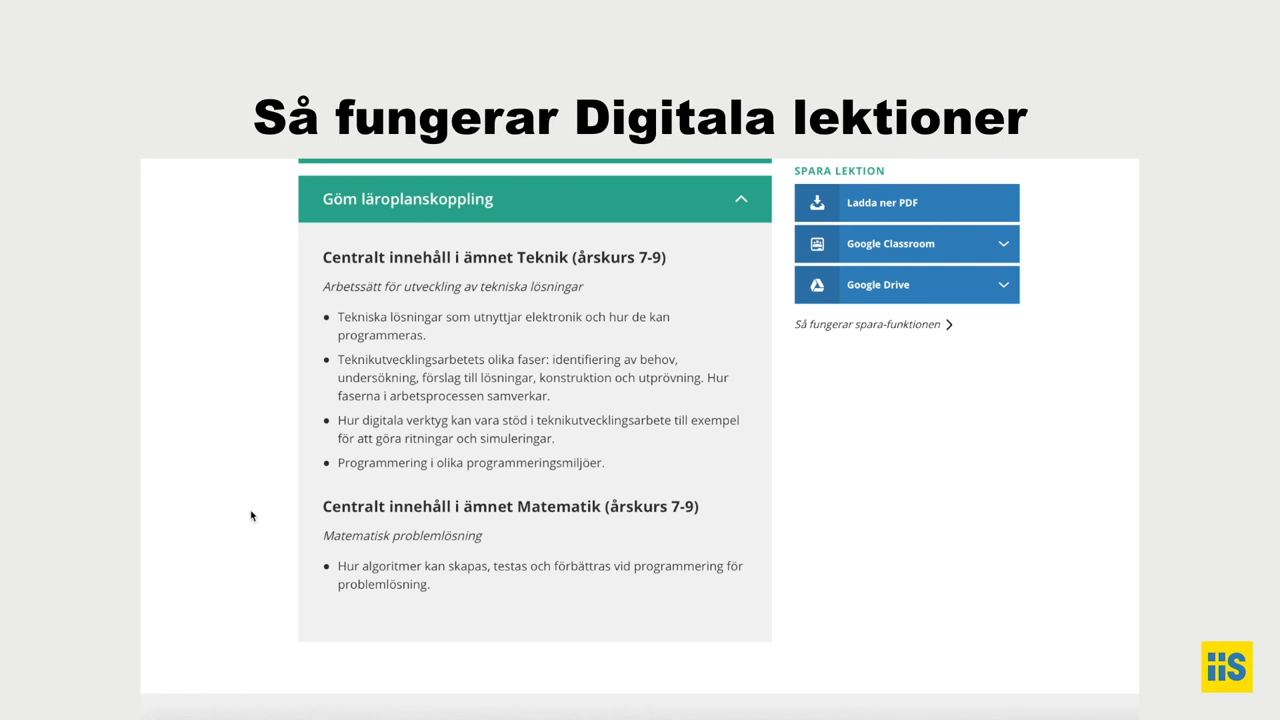 Så fungerar Digitala lektioner
Göm läroplanskoppling
Centralt innehåll i ämnet Teknik (årskurs 7-9)
Arbetssätt för utveckling av tekniska lösningar
• Tekniska lösningar som utnyttjar elektronik och hur de kan
programmeras.
• Teknikutvecklingsarbetets olika faser: identifiering av behov,
undersökning, förslag till lösningar, konstruktion och utprövning. Hur
faserna i arbetsprocessen samverkar.
• Hur digitala verktyg kan vara stöd i teknikutvecklingsarbete till exempel
för att göra ritningar och simuleringar.
• Programmering i olika programmeringsmiljöer.
Centralt innehåll i ämnet Matematik (årskurs 7-9)
Matematisk problemlösning
• Hur algoritmer kan skapas, testas och förbättras vid programmering för
problemlösning.
SPARA LEKTION
Ladda ner PDF
Google Classroom
Google Drive
Så fungerar spara-funktionen
iiS